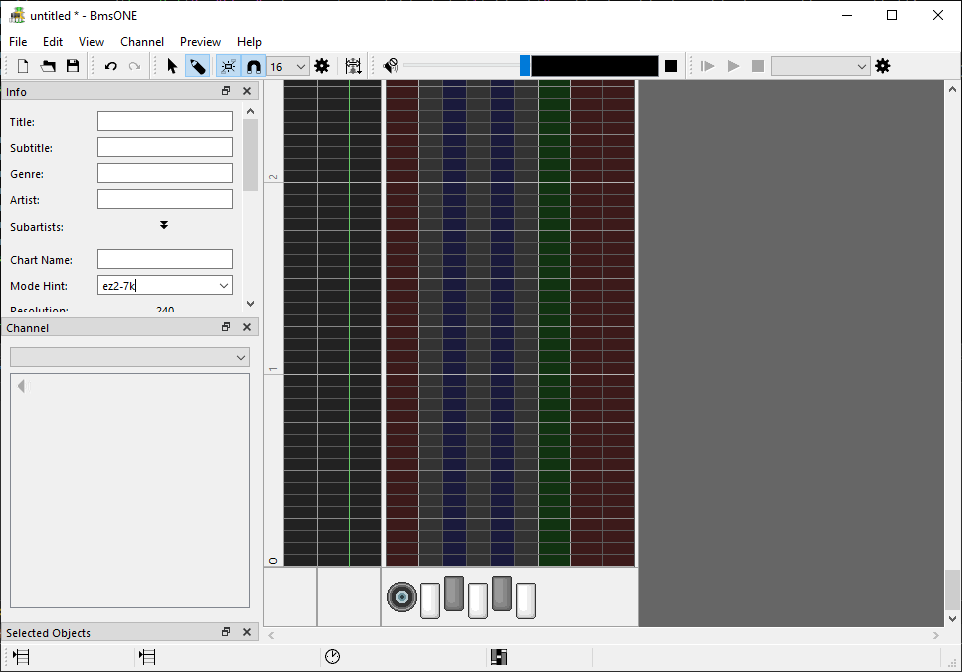 untitled * - BmsONE
File Edit View Channel Preview Help
16
Info
Title:
Subtitle:
Genre:
Artist:
Subartists:
Chart Name:
Mode Hint: ez2-7k
Resolution: 240
Channel
Selected Objects
2
1
0